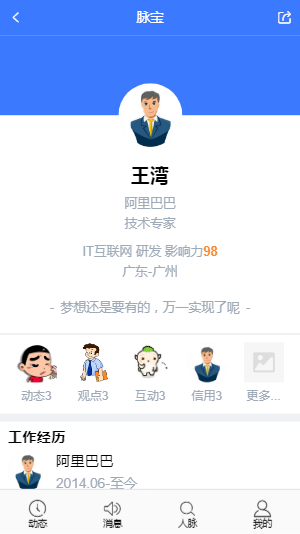 脉宝
王湾
阿里巴巴
技术专家
IT互联网 研发 影响力98
广东-广州
- 梦想还是要有的，万一实现了呢 -
动态3 观点3 互动3 信用3 更多...
工作经历
阿里巴巴
2014.06-至今
动态 消息 人脉 我的